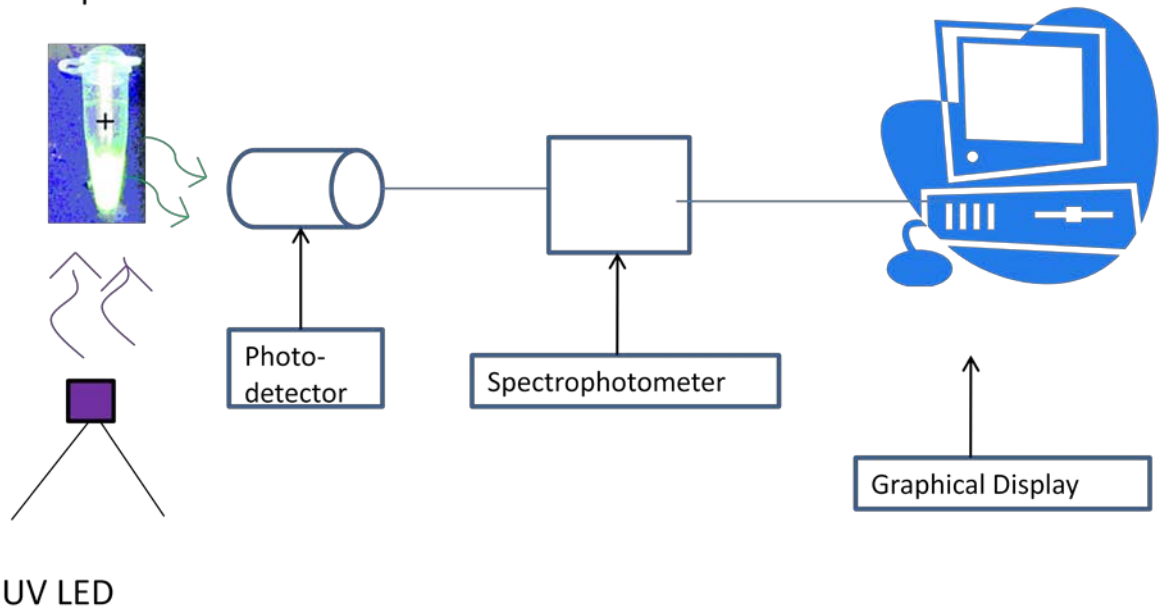 +
Photo-
detector
Spectrophotometer
Graphical Display
UV LED